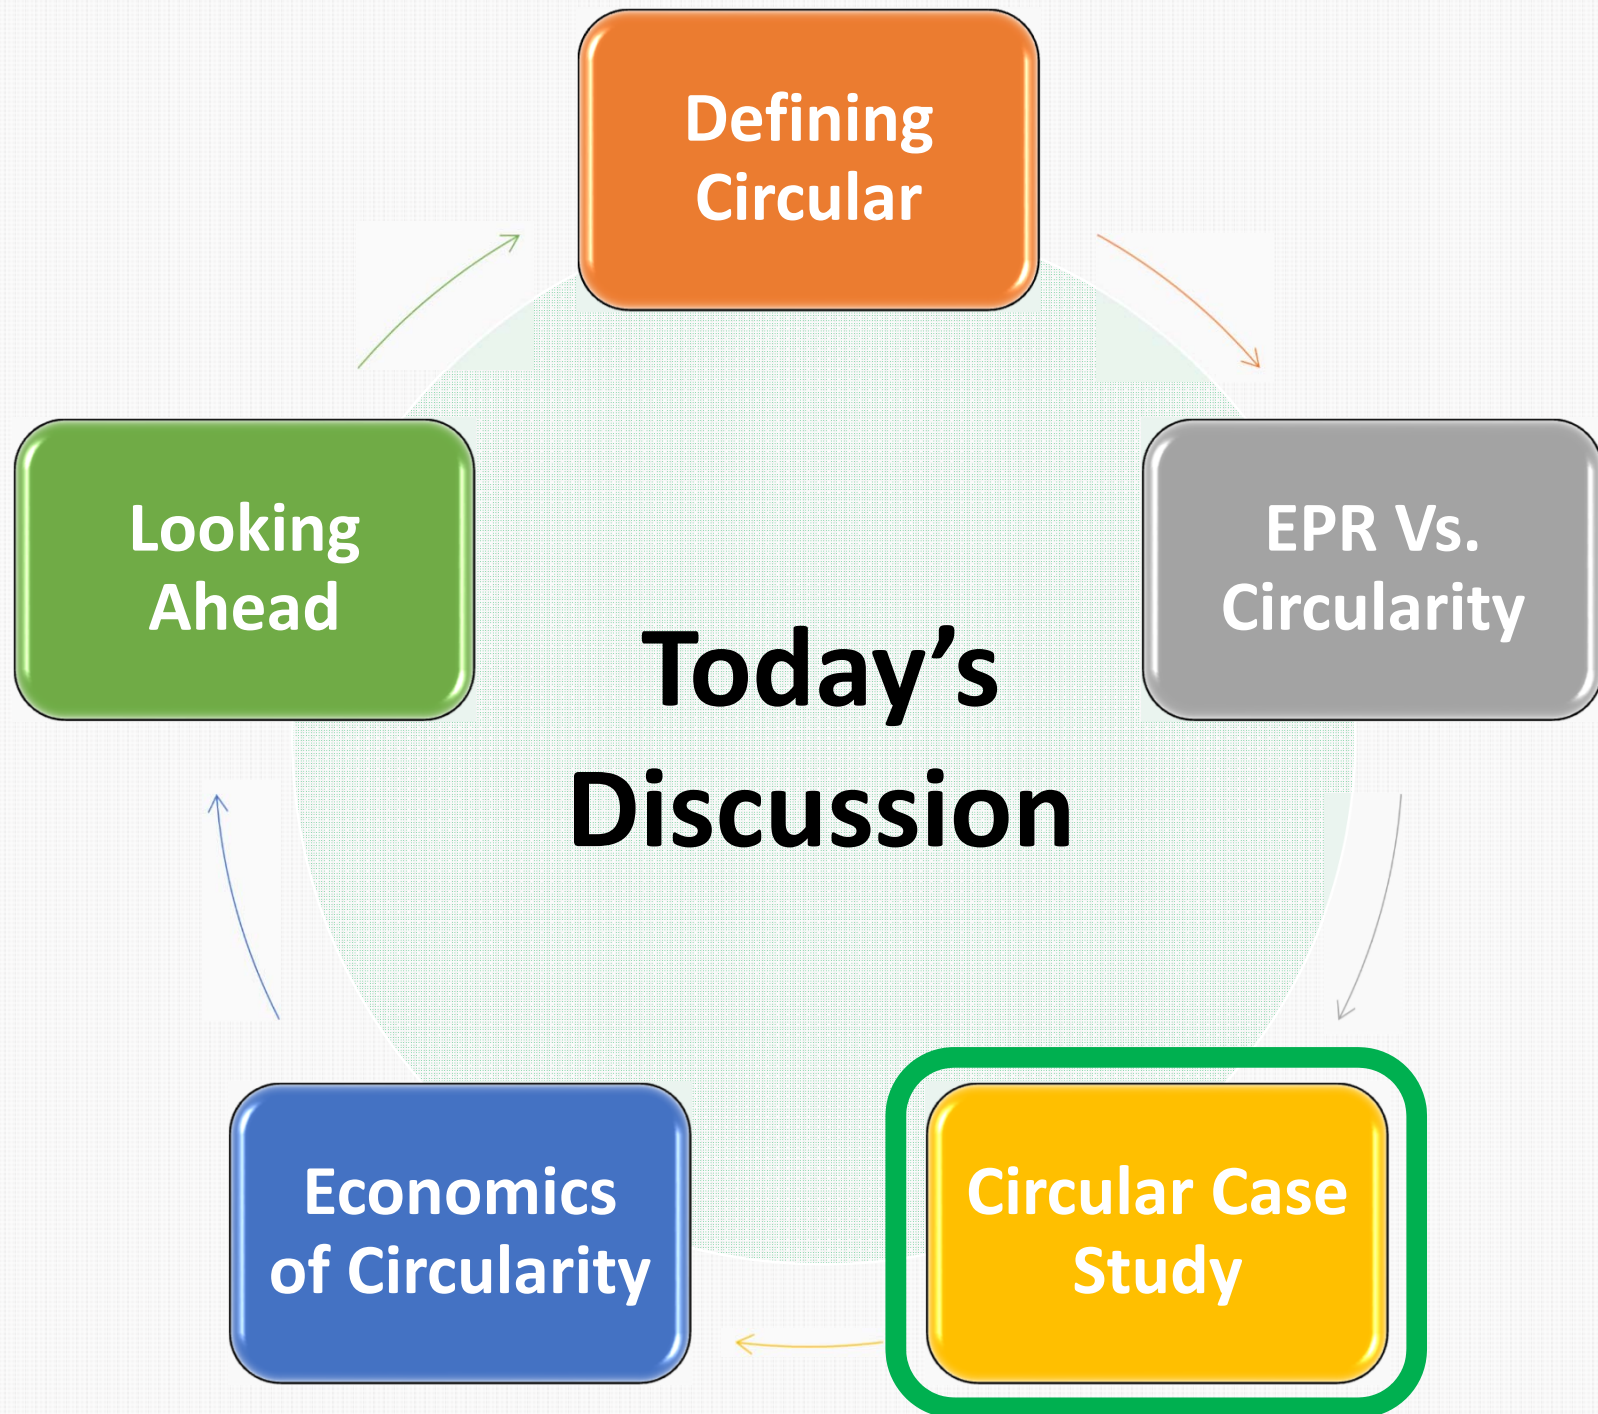 Defining
Circular
EPR Vs.
Circularity
Circular Case
Study
Economics
of Circularity
Looking
Ahead
Today’s
Discussion